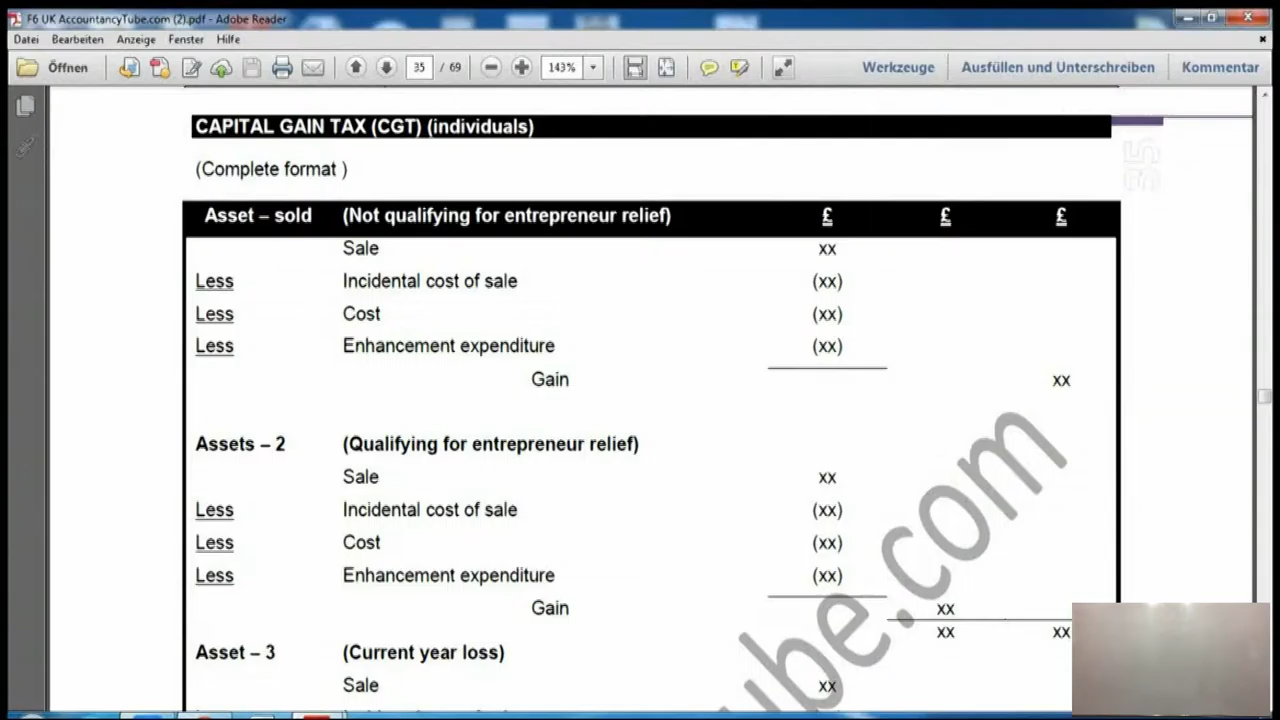 F6 UK AccountancyTube.com (2).pdf - Adobe Reader
Datei Bearbeiten Anzeige Fenster Hilfe
Öffnen 35 / 69 143% Werkzeuge Ausfüllen und Unterschreiben Kommentar
CAPITAL GAIN TAX (CGT) (individuals)
35
(Complete format )
Asset – sold (Not qualifying for entrepreneur relief) £ £ £
Sale xx
Less Incidental cost of sale (xx)
Less Cost (xx)
Less Enhancement expenditure (xx)
Gain xx
Assets – 2 (Qualifying for entrepreneur relief)
Sale xx
Less Incidental cost of sale (xx)
Less Cost (xx)
Less Enhancement expenditure (xx)
Gain xx
xx xx
Asset – 3 (Current year loss)
Sale xx
ube.com